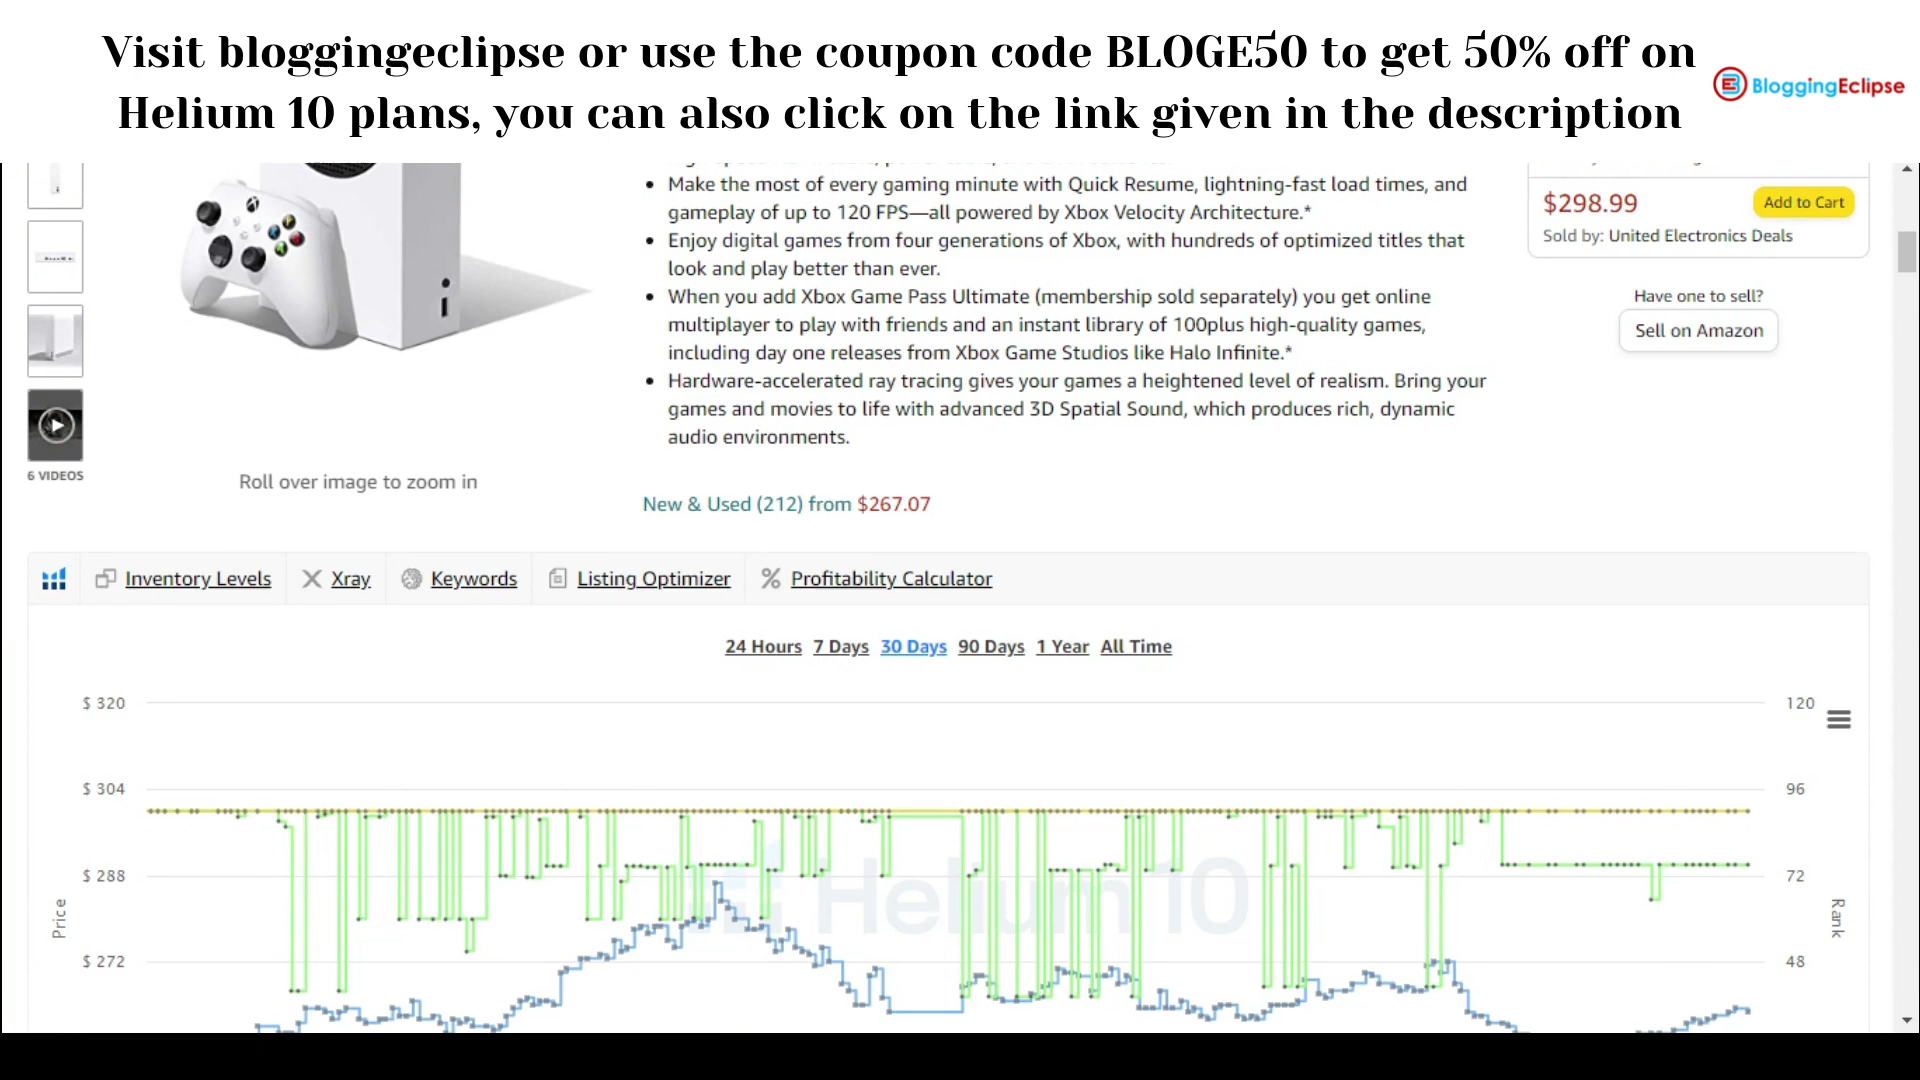 Visit bloggingeclipse or use the coupon code BLOGE50 to get 50% off on
Helium 10 plans, you can also click on the link given in the description
BloggingEclipse
Make the most of every gaming minute with Quick Resume, lightning-fast load times, and
gameplay of up to 120 FPS—all powered by Xbox Velocity Architecture.*
Enjoy digital games from four generations of Xbox, with hundreds of optimized titles that
look and play better than ever.
When you add Xbox Game Pass Ultimate (membership sold separately) you get online
multiplayer to play with friends and an instant library of 100plus high-quality games,
including day one releases from Xbox Game Studios like Halo Infinite.*
Hardware-accelerated ray tracing gives your games a heightened level of realism. Bring your
games and movies to life with advanced 3D Spatial Sound, which produces rich, dynamic
audio environments.
$298.99
Add to Cart
Sold by: United Electronics Deals
Have one to sell?
Sell on Amazon
6 VIDEOS
Roll over image to zoom in
New & Used (212) from $267.07
Inventory Levels
Xray
Keywords
Listing Optimizer
Profitability Calculator
24 Hours 7 Days 30 Days 90 Days 1 Year All Time
$ 320
$ 304
$ 288
$ 272
Price
Helium 10
120
96
72
48
Rank